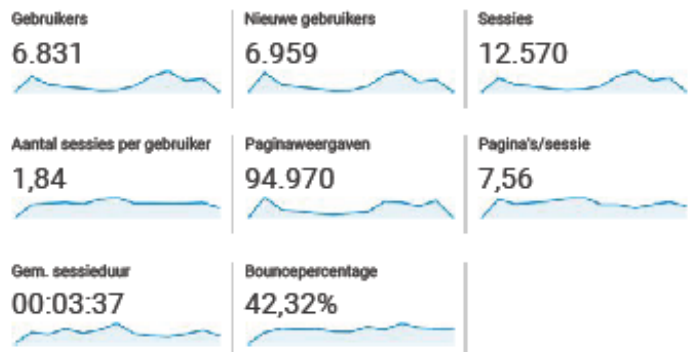 Gebruikers
6.831
Nieuwe gebruikers
6.959
Sessies
12.570
Aantal sessies per gebruiker
1,84
Paginaweergaven
94.970
Pagina's/sessie
7,56
Gem. sessieduur
00:03:37
Bouncepercentage
42,32%